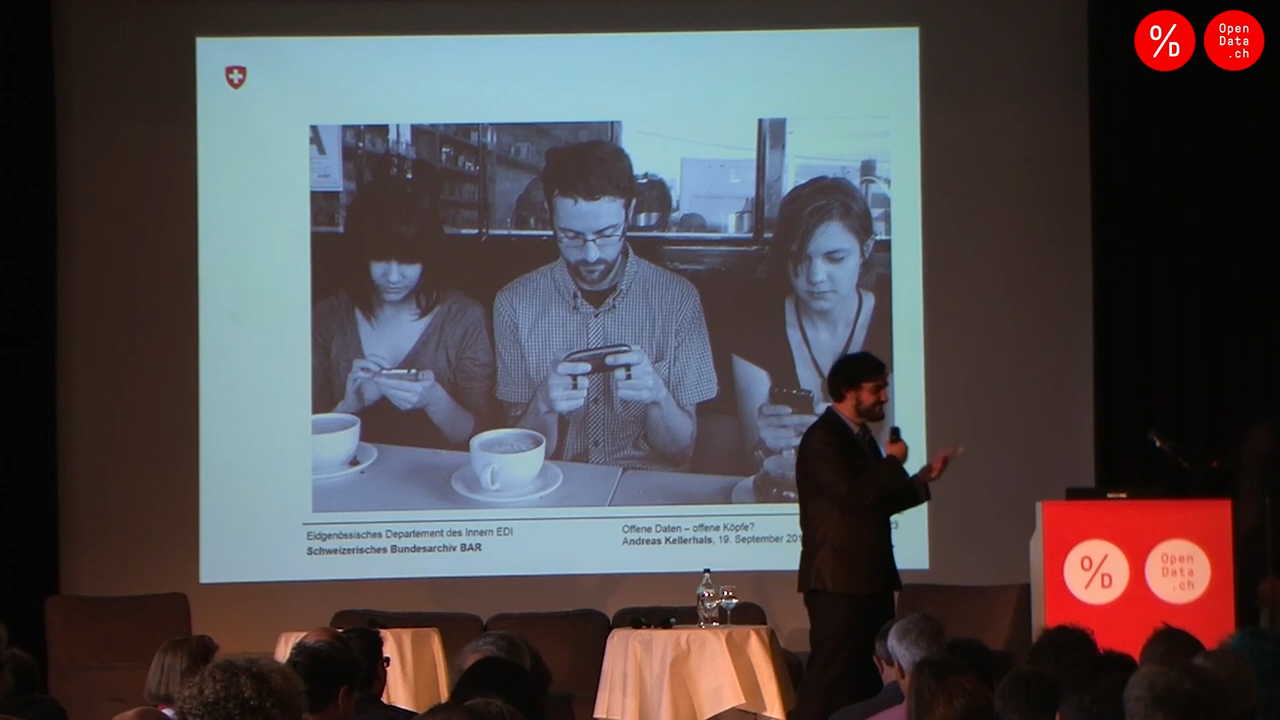 %D
Open
Data
.ch
Eidgenössisches Departement des Innern EDI
Schweizerisches Bundesarchiv BAR
Offene Daten – offene Köpfe?
Andreas Kellerhals, 19. September
%D
Open
Data
.ch